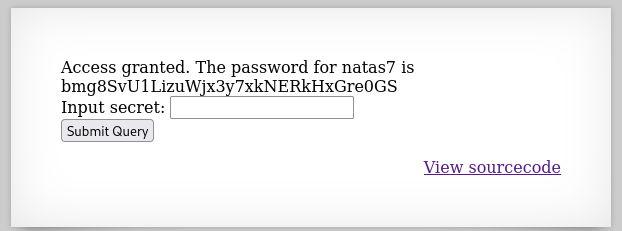 Access granted. The password for natas7 is
bmg8SvU1LizuWjx3y7xkNERkHxGre0GS
Input secret:
Submit Query
View sourcecode